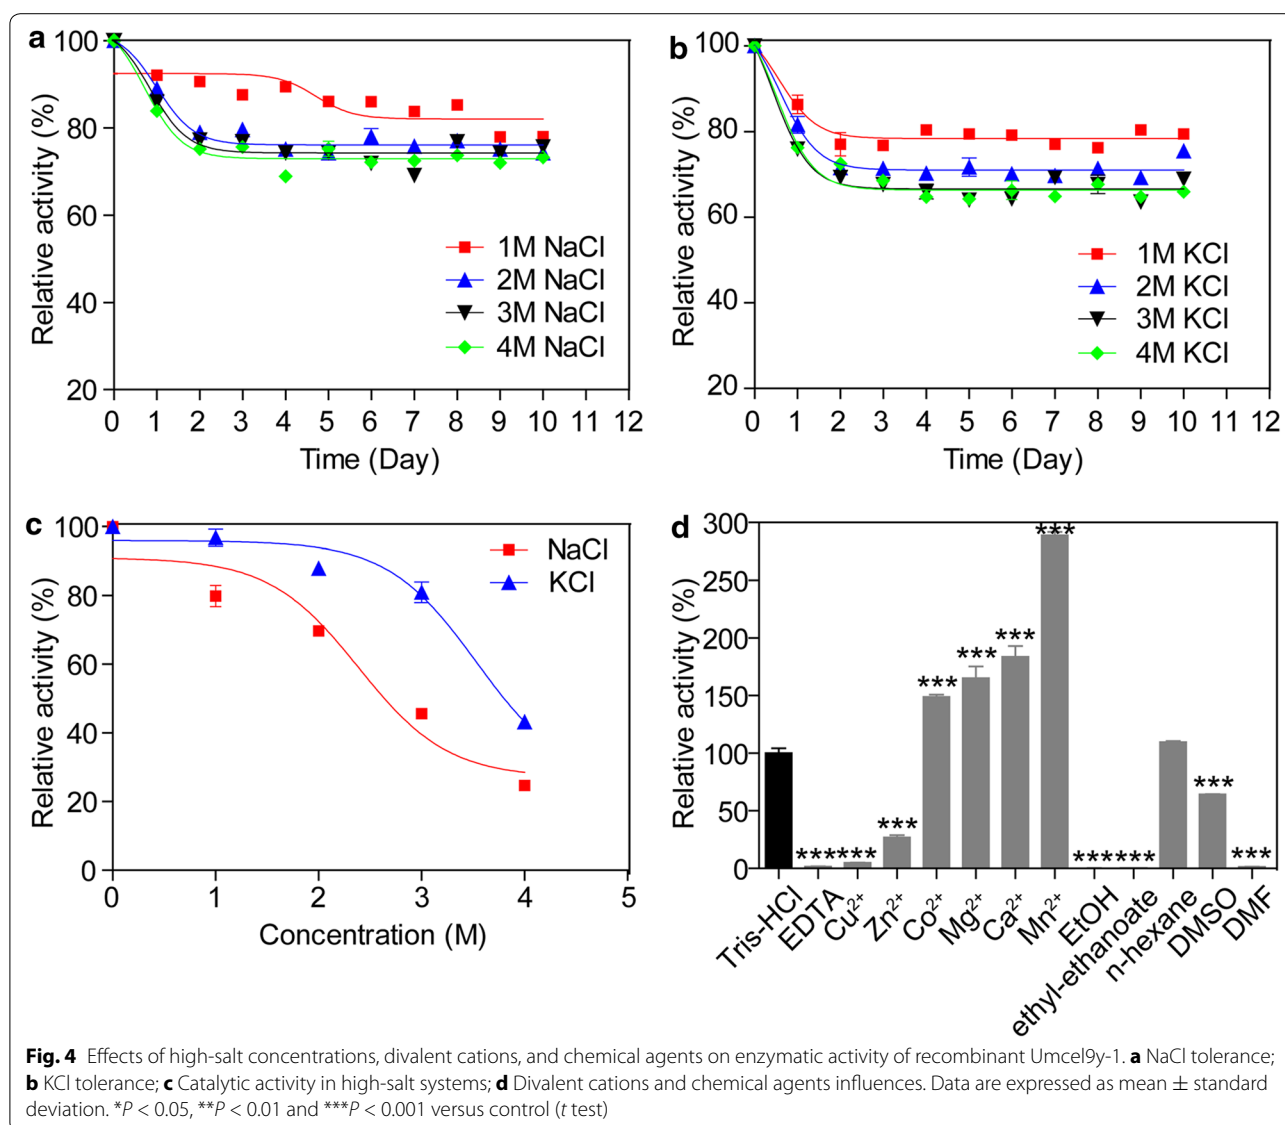 a
100
80
60
40
20
Relative activity (%)
1M NaCl
2M NaCl
3M NaCl
4M NaCl
0 1 2 3 4 5 6 7 8 9 10 11 12
Time (Day)
b
100
80
60
40
20
Relative activity (%)
1M KCl
2M KCl
3M KCl
4M KCl
0 1 2 3 4 5 6 7 8 9 10 11 12
Time (Day)
c
100
80
60
40
20
0
Relative activity (%)
NaCl
KCl
0 1 2 3 4 5
Concentration (M)
d
300
250
200
150
100
50
0
Relative activity (%)
*** *** *** *** *** *** *** *** *** *** ***
Tris-HCl
EDTA
Cu²⁺
Zn²⁺
Co²⁺
Mg²⁺
Ca²⁺
Mn²⁺
EtOH
ethyl-ethanoate
n-hexane
DMSO
DMF
Fig. 4 Effects of high-salt concentrations, divalent cations, and chemical agents on enzymatic activity of recombinant Umcel9y-1. a NaCl tolerance;
b KCl tolerance; c Catalytic activity in high-salt systems; d Divalent cations and chemical agents influences. Data are expressed as mean ± standard
deviation. *P < 0.05, **P < 0.01 and ***P < 0.001 versus control (t test)